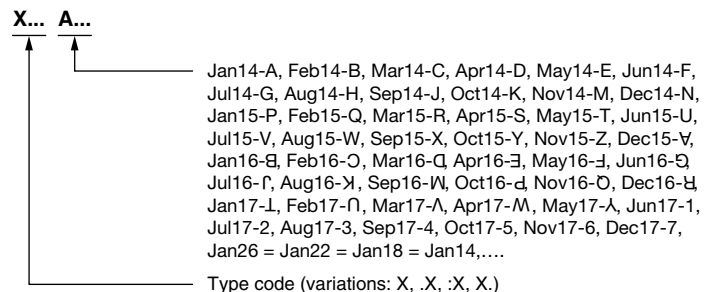 X... A...
Jan14-A, Feb14-B, Mar14-C, Apr14-D, May14-E, Jun14-F,
Jul14-G, Aug14-H, Sep14-J, Oct14-K, Nov14-M, Dec14-N,
Jan15-P, Feb15-Q, Mar15-R, Apr15-S, May15-T, Jun15-U,
Jul15-V, Aug15-W, Sep15-X, Oct15-Y, Nov15-Z, Dec15-Ɐ,
Jan16-ᗺ, Feb16-Ɔ, Mar16-ᗡ, Apr16-Ǝ, May16-Ⅎ, Jun16-⅁,
Jul16-ᒋ, Aug16-ꓘ, Sep16-ꟽ, Oct16-Ԁ, Nov16-Ꝺ, Dec16-ᴚ,
Jan17-⊥, Feb17-Ո, Mar17-Ʌ, Apr17-ʍ, May17-⅄, Jun17-1,
Jul17-2, Aug17-3, Sep17-4, Oct17-5, Nov17-6, Dec17-7,
Jan26 = Jan22 = Jan18 = Jan14,....
Type code (variations: X, .X, :X, X.)